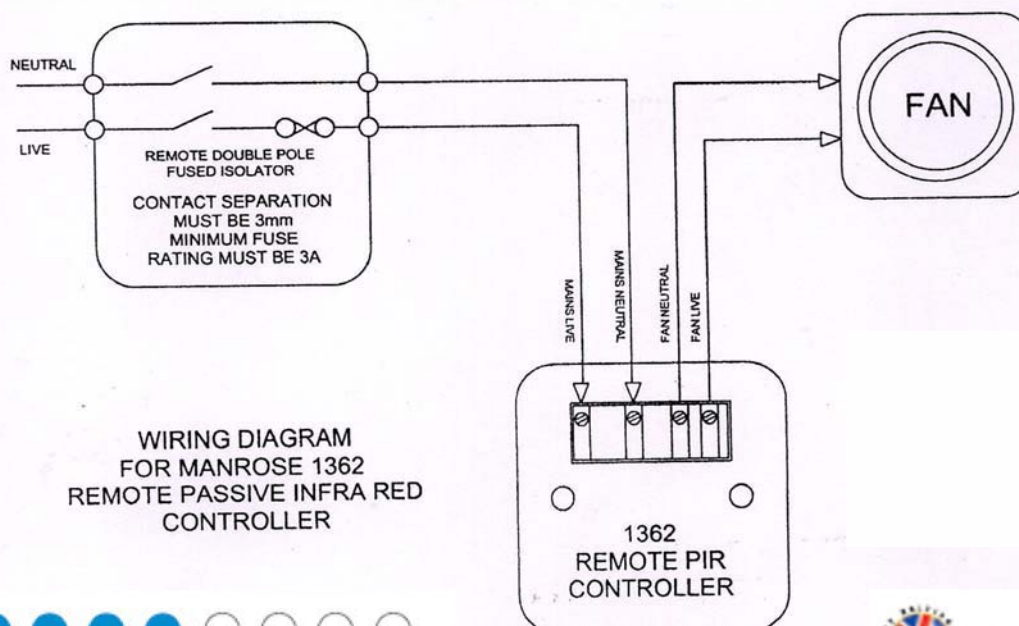 NEUTRAL
LIVE
REMOTE DOUBLE POLE
FUSED ISOLATOR
CONTACT SEPARATION
MUST BE 3mm
MINIMUM FUSE
RATING MUST BE 3A
FAN
MAINS LIVE
MAINS NEUTRAL
FAN NEUTRAL
FAN LIVE
WIRING DIAGRAM
FOR MANROSE 1362
REMOTE PASSIVE INFRA RED
CONTROLLER
1362
REMOTE PIR
CONTROLLER